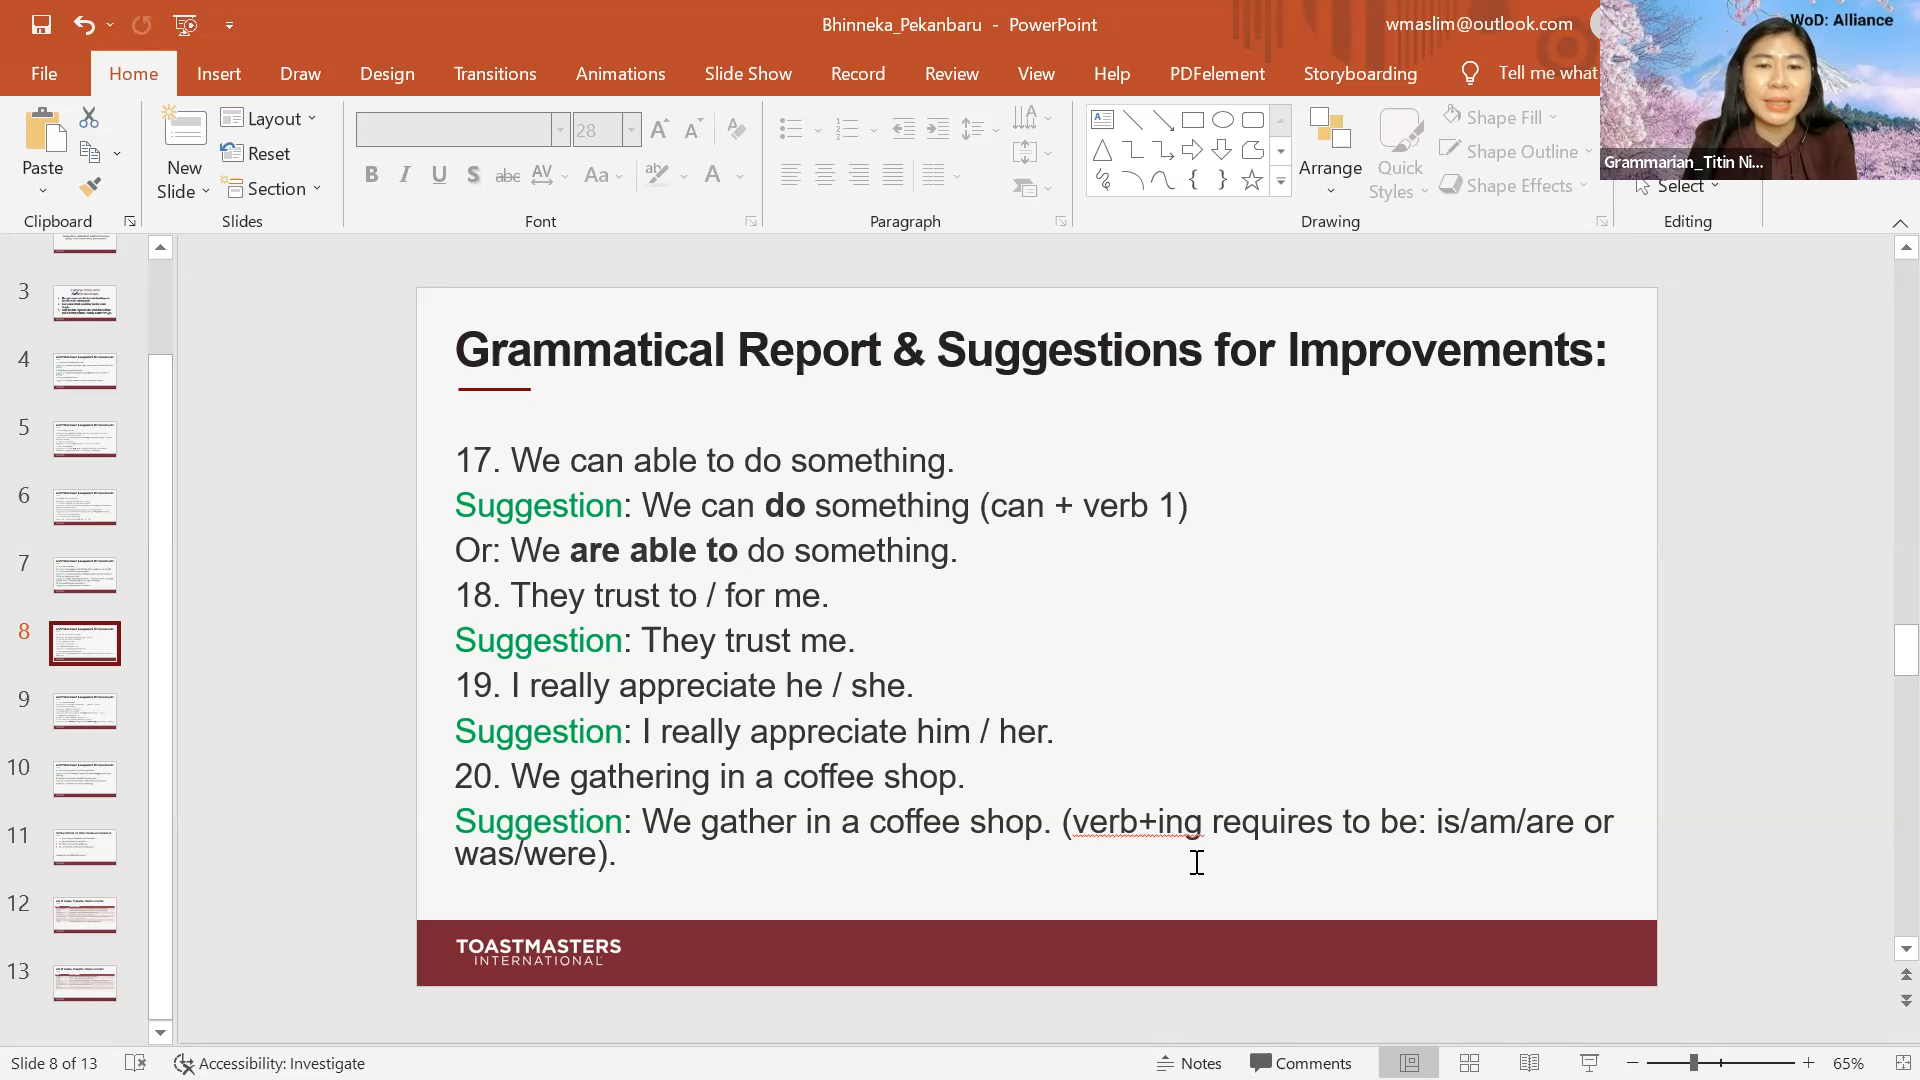 Bhinneka_Pekanbaru - PowerPoint
wmaslim@outlook.com
WoD: Alliance
File Home Insert Draw Design Transitions Animations Slide Show Record Review View Help PDFelement Storyboarding Tell me what
Grammarian_Titin Ni...
Paste
New
Slide
Layout
Reset
Section
28
Arrange
Quick
Styles
Shape Fill
Shape Outline
Shape Effects
Select
Clipboard Slides Font Paragraph Drawing Editing
3
4
5
6
7
8
9
10
11
12
13
Grammatical Report & Suggestions for Improvements:
17. We can able to do something.
Suggestion: We can do something (can + verb 1)
Or: We are able to do something.
18. They trust to / for me.
Suggestion: They trust me.
19. I really appreciate he / she.
Suggestion: I really appreciate him / her.
20. We gathering in a coffee shop.
Suggestion: We gather in a coffee shop. (verb+ing requires to be: is/am/are or
was/were).
TOASTMASTERS
INTERNATIONAL
Slide 8 of 13 Accessibility: Investigate Notes Comments 65%